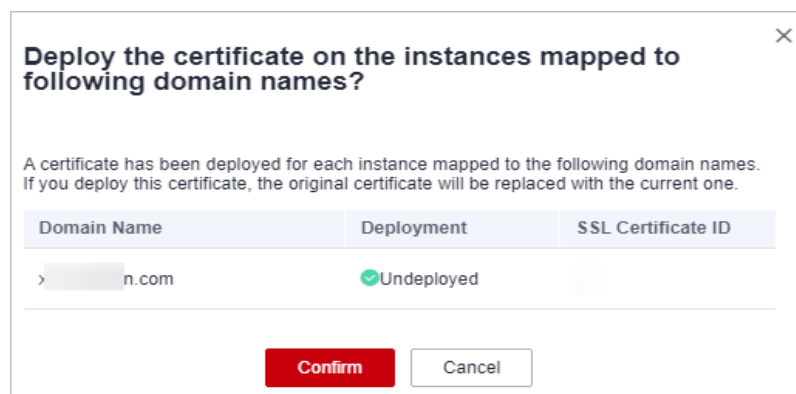 Deploy the certificate on the instances mapped to
following domain names?
A certificate has been deployed for each instance mapped to the following domain names.
If you deploy this certificate, the original certificate will be replaced with the current one.
Domain Name Deployment SSL Certificate ID
n.com Undeployed
Confirm Cancel